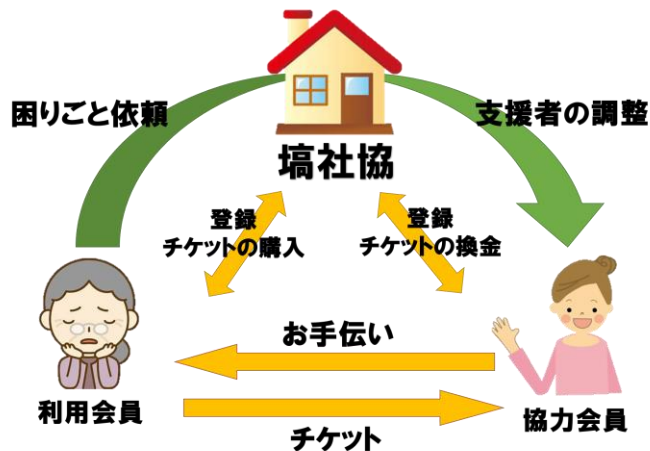 困りごと依頼
支援者の調整
塙社協
登録
チケットの購入
登録
チケットの換金
お手伝い
利用会員
チケット
協力会員